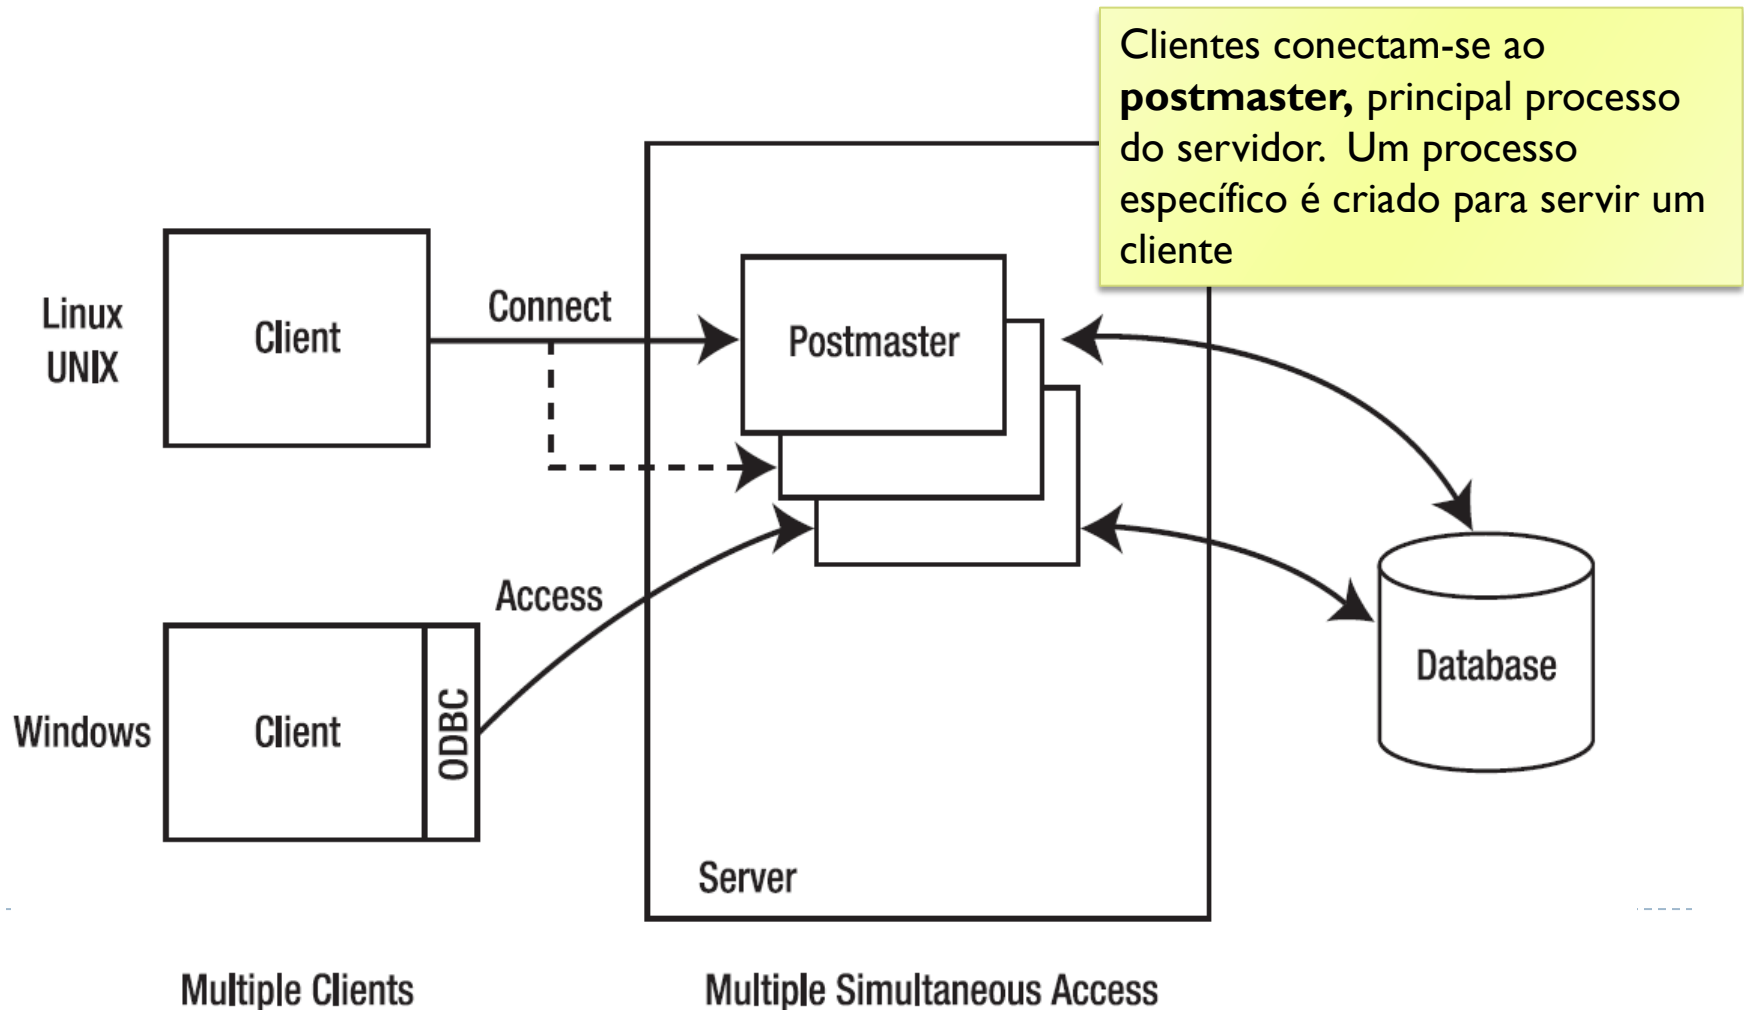 Clientes conectam-se ao
postmaster, principal processo
do servidor. Um processo
específico é criado para servir um
cliente
Linux
UNIX
Client
Connect
Postmaster
Access
Windows
Client
ODBC
Database
Server
Multiple Clients
Multiple Simultaneous Access